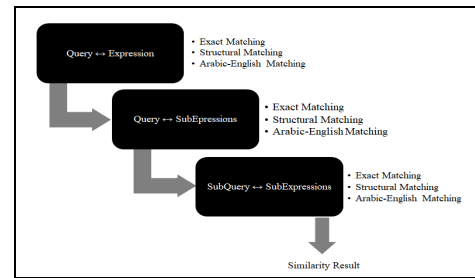 Query ↔ Expression
• Exact Matching
• Structural Matching
• Arabic-English Matching
Query ↔ SubEpressions
• Exact Matching
• Structural Matching
• Arabic-English Matching
SubQuery ↔ SubExpressions
• Exact Matching
• Structural Matching
• Arabic-English Matching
Similarity Result